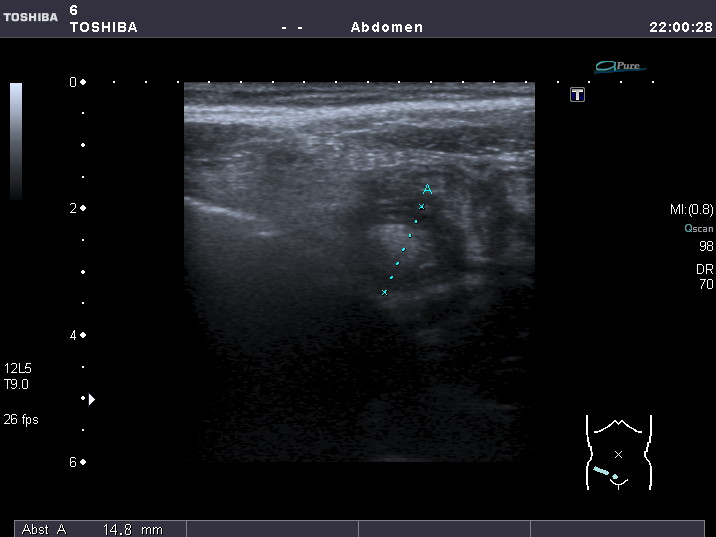 TOSHIBA
6
TOSHIBA - - Abdomen 22:00:28
APure
T
0
2
4
6
A
MI:(0.8)
Qscan
98
DR
70
12L5
T9.0
26 fps
Abst A 14.8 mm